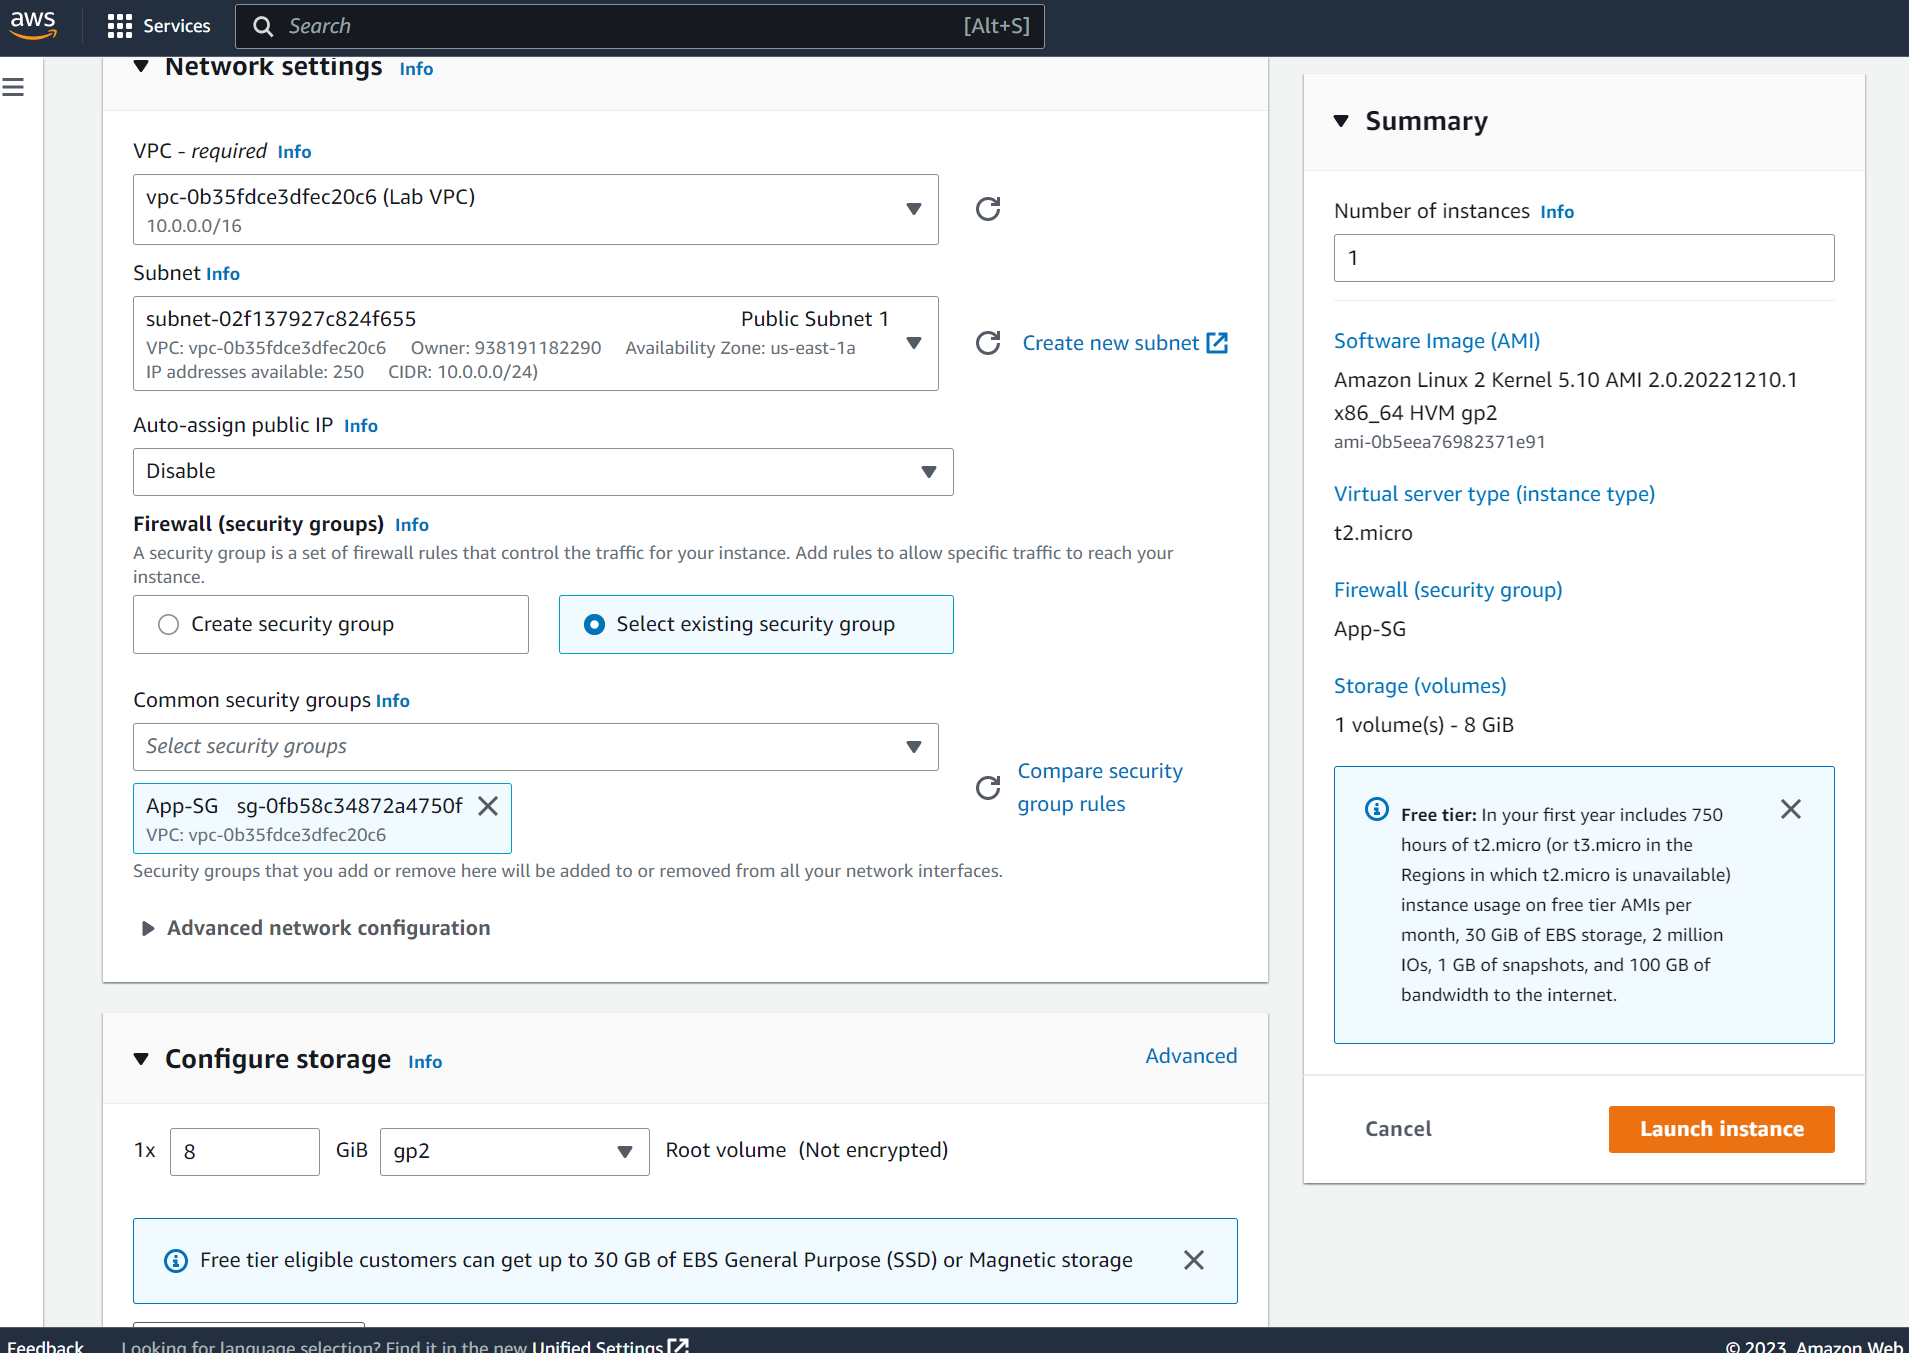 aws
Services
Search
[Alt+S]
Network settings Info
VPC - required Info
vpc-0b35fdce3dfec20c6 (Lab VPC)
10.0.0.0/16
Subnet Info
subnet-02f137927c824f655 Public Subnet 1
VPC: vpc-0b35fdce3dfec20c6 Owner: 938191182290 Availability Zone: us-east-1a
IP addresses available: 250 CIDR: 10.0.0.0/24)
Create new subnet
Auto-assign public IP Info
Disable
Firewall (security groups) Info
A security group is a set of firewall rules that control the traffic for your instance. Add rules to allow specific traffic to reach your
instance.
Create security group
Select existing security group
Common security groups Info
Select security groups
App-SG sg-0fb58c34872a4750f
VPC: vpc-0b35fdce3dfec20c6
Compare security
group rules
Security groups that you add or remove here will be added to or removed from all your network interfaces.
Advanced network configuration
Configure storage Info
Advanced
1x 8 GiB gp2 Root volume (Not encrypted)
Free tier eligible customers can get up to 30 GB of EBS General Purpose (SSD) or Magnetic storage
Summary
Number of instances Info
1
Software Image (AMI)
Amazon Linux 2 Kernel 5.10 AMI 2.0.20221210.1
x86_64 HVM gp2
ami-0b5eea76982371e91
Virtual server type (instance type)
t2.micro
Firewall (security group)
App-SG
Storage (volumes)
1 volume(s) - 8 GiB
Free tier: In your first year includes 750
hours of t2.micro (or t3.micro in the
Regions in which t2.micro is unavailable)
instance usage on free tier AMIs per
month, 30 GiB of EBS storage, 2 million
IOs, 1 GB of snapshots, and 100 GB of
bandwidth to the internet.
Cancel
Launch instance
Feedback
Looking for language selection? Find it in the new Unified Settings
© 2023, Amazon Web